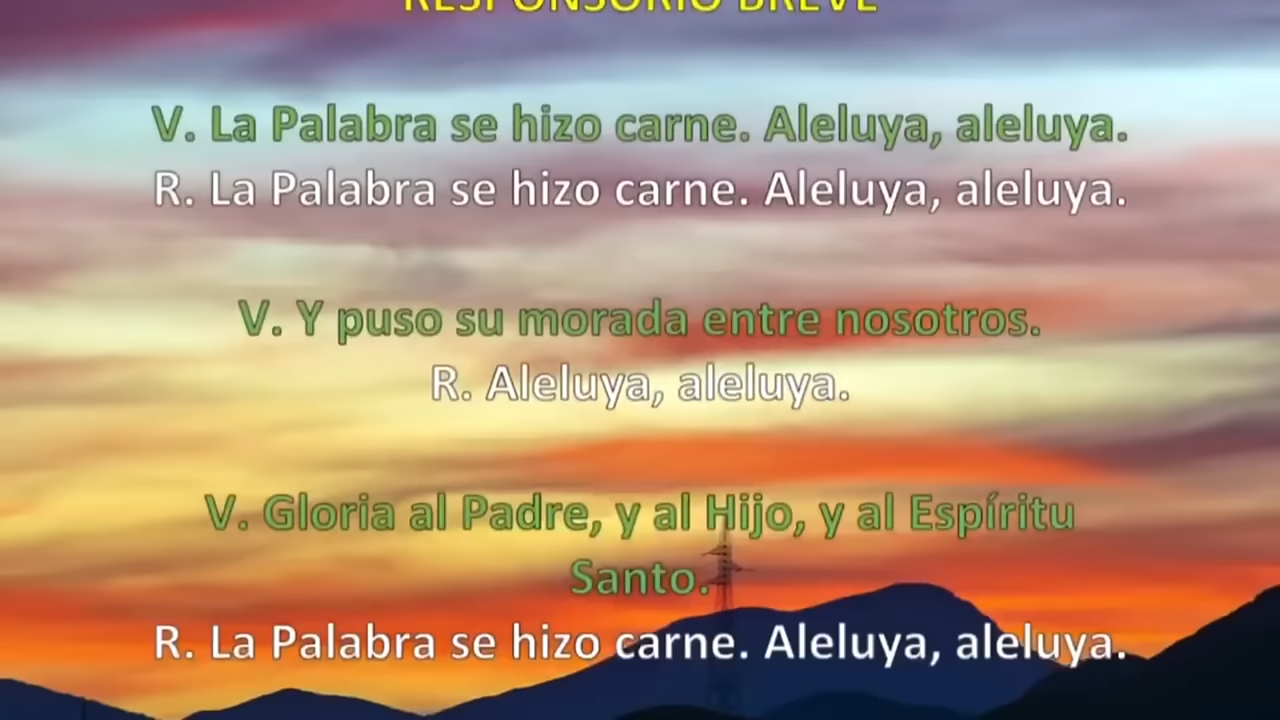 RESPONSORIO BREVE
V. La Palabra se hizo carne. Aleluya, aleluya.
R. La Palabra se hizo carne. Aleluya, aleluya.
V. Y puso su morada entre nosotros.
R. Aleluya, aleluya.
V. Gloria al Padre, y al Hijo, y al Espíritu
Santo.
R. La Palabra se hizo carne. Aleluya, aleluya.